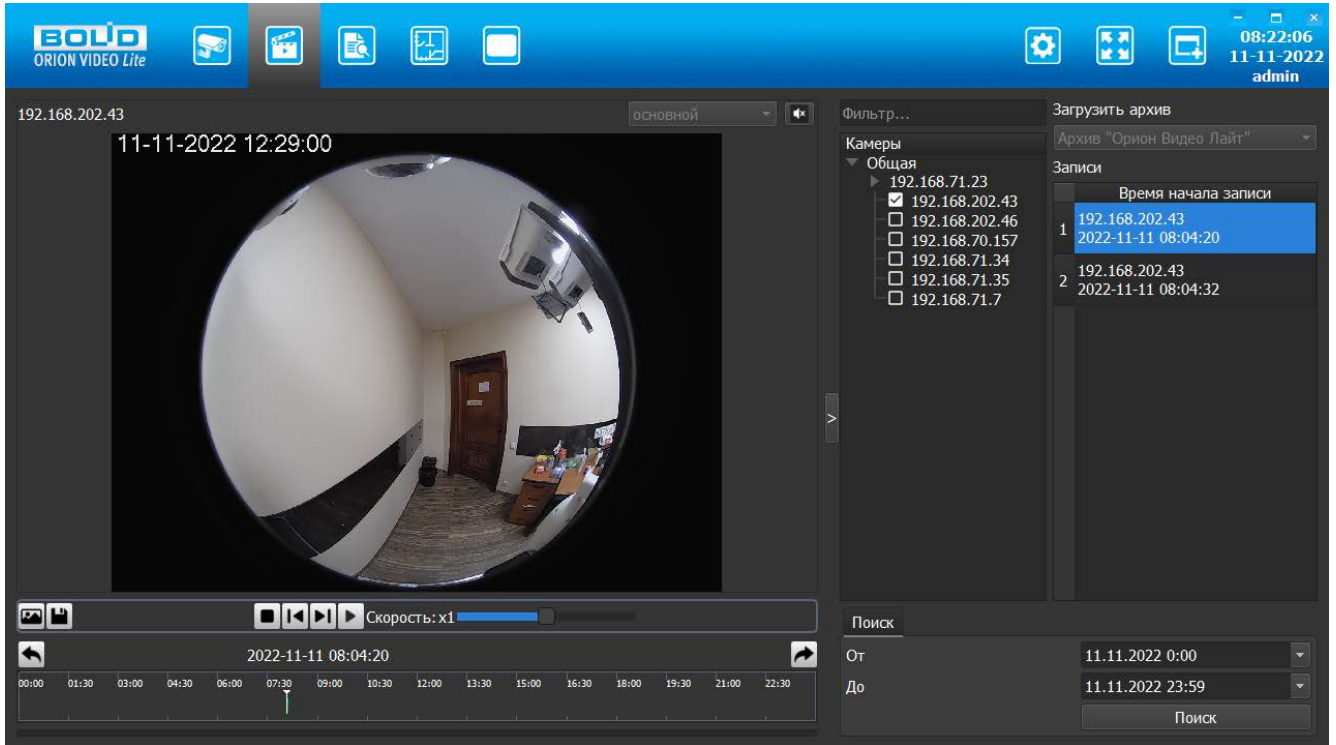 BOLID
ORION VIDEO Lite
08:22:06
11-11-2022
admin
192.168.202.43
основной
11-11-2022 12:29:00
Скорость: x1
2022-11-11 08:04:20
00:00 01:30 03:00 04:30 06:00 07:30 09:00 10:30 12:00 13:30 15:00 16:30 18:00 19:30 21:00 22:30
>
Фильтр...
Камеры
Общая
192.168.71.23
192.168.202.43
192.168.202.46
192.168.70.157
192.168.71.34
192.168.71.35
192.168.71.7
Загрузить архив
Архив "Орион Видео Лайт"
Записи
Время начала записи
1
192.168.202.43
2022-11-11 08:04:20
2
192.168.202.43
2022-11-11 08:04:32
Поиск
От
11.11.2022 0:00
До
11.11.2022 23:59
Поиск